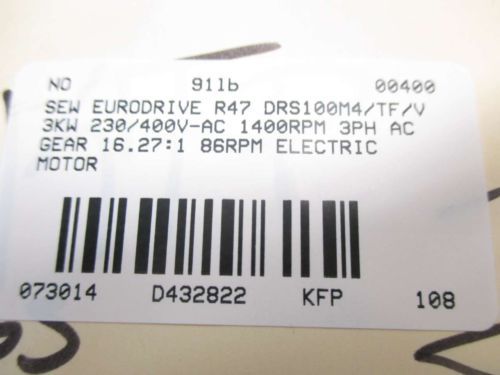 NO 91lb 00400
SEW EURODRIVE R47 DRS100M4/TF/V
3KW 230/400V-AC 1400RPM 3PH AC
GEAR 16.27:1 86RPM ELECTRIC
MOTOR
073014 D432822 KFP 108